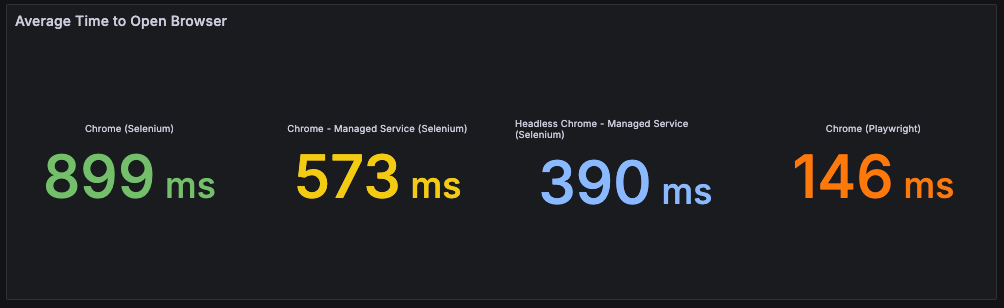 Average Time to Open Browser
Chrome (Selenium)
899 ms
Chrome - Managed Service (Selenium)
573 ms
Headless Chrome - Managed Service
(Selenium)
390 ms
Chrome (Playwright)
146 ms